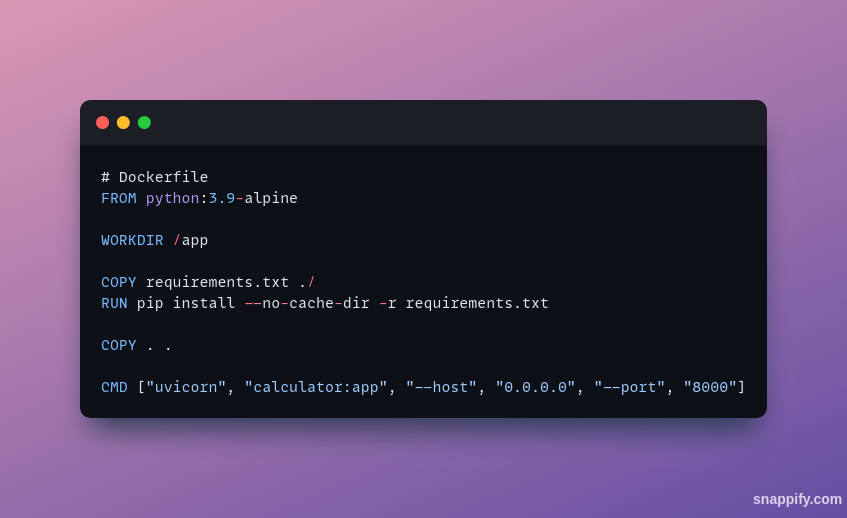 # Dockerfile
FROM python:3.9-alpine
WORKDIR /app
COPY requirements.txt ./
RUN pip install --no-cache-dir -r requirements.txt
COPY . .
CMD ["uvicorn", "calculator:app", "--host", "0.0.0.0", "--port", "8000"]
snappify.com